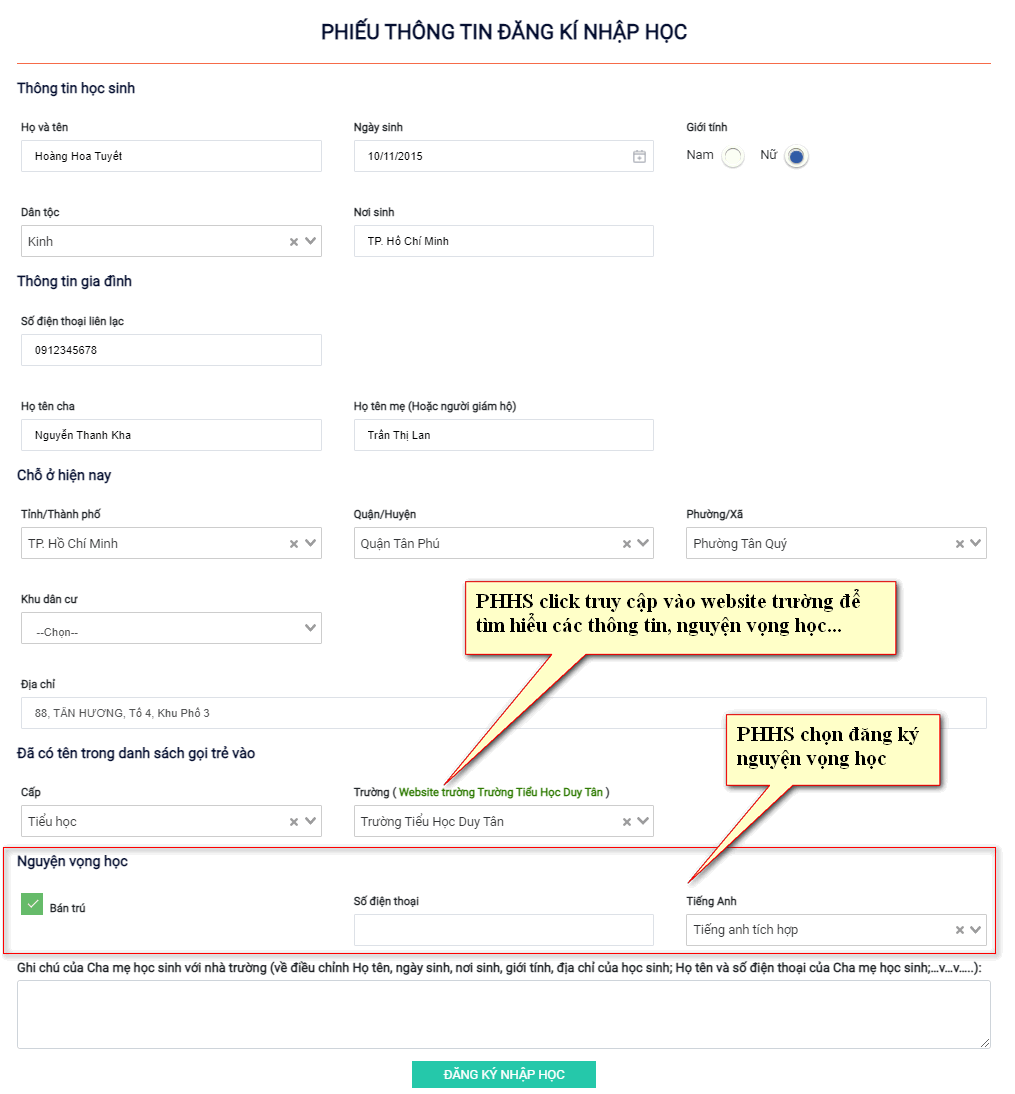 PHIẾU THÔNG TIN ĐĂNG KÍ NHẬP HỌC
Thông tin học sinh
Họ và tên
Ngày sinh
Giới tính
Hoàng Hoa Tuyết
10/11/2015
Nam
Nữ
Dân tộc
Nơi sinh
Kinh
TP. Hồ Chí Minh
Thông tin gia đình
Số điện thoại liên lạc
0912345678
Họ tên cha
Họ tên mẹ (Hoặc người giám hộ)
Nguyễn Thanh Kha
Trần Thị Lan
Chỗ ở hiện nay
Tỉnh/Thành phố
Quận/Huyện
Phường/Xã
TP. Hồ Chí Minh
Quận Tân Phú
Phường Tân Quý
Khu dân cư
--Chọn--
PHHS click truy cập vào website trường để
tìm hiểu các thông tin, nguyện vọng học...
Địa chỉ
88, TÂN HƯƠNG, Tổ 4, Khu Phố 3
PHHS chọn đăng ký
nguyện vọng học
Đã có tên trong danh sách gọi trẻ vào
Cấp
Trường ( Website trường Trường Tiểu Học Duy Tân )
Tiểu học
Trường Tiểu Học Duy Tân
Nguyện vọng học
Bán trú
Số điện thoại
Tiếng Anh
Tiếng anh tích hợp
Ghi chú của Cha mẹ học sinh với nhà trường (về điều chỉnh Họ tên, ngày sinh, nơi sinh, giới tính, địa chỉ của học sinh; Họ tên và số điện thoại của Cha mẹ học sinh;...v...v.....):
ĐĂNG KÝ NHẬP HỌC